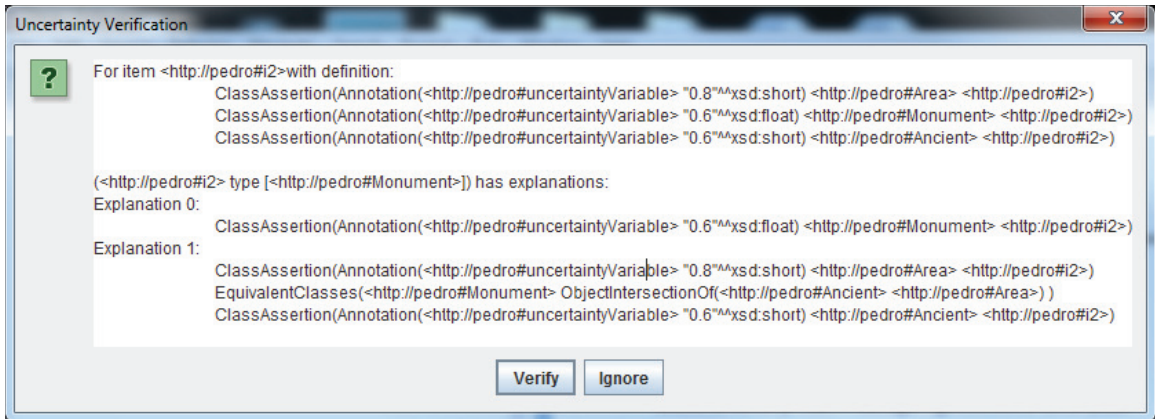 Uncertainty Verification
For item <http://pedro#i2>with definition:
ClassAssertion(Annotation(<http://pedro#uncertaintyVariable> "0.8"^^xsd:short) <http://pedro#Area> <http://pedro#i2>)
ClassAssertion(Annotation(<http://pedro#uncertaintyVariable> "0.6"^^xsd:float) <http://pedro#Monument> <http://pedro#i2>)
ClassAssertion(Annotation(<http://pedro#uncertaintyVariable> "0.6"^^xsd:short) <http://pedro#Ancient> <http://pedro#i2>)
(<http://pedro#i2> type [<http://pedro#Monument>]) has explanations:
Explanation 0:
ClassAssertion(Annotation(<http://pedro#uncertaintyVariable> "0.6"^^xsd:float) <http://pedro#Monument> <http://pedro#i2>)
Explanation 1:
ClassAssertion(Annotation(<http://pedro#uncertaintyVariable> "0.8"^^xsd:short) <http://pedro#Area> <http://pedro#i2>)
EquivalentClasses(<http://pedro#Monument> ObjectIntersectionOf(<http://pedro#Ancient> <http://pedro#Area>) )
ClassAssertion(Annotation(<http://pedro#uncertaintyVariable> "0.6"^^xsd:short) <http://pedro#Ancient> <http://pedro#i2>)
Verify Ignore